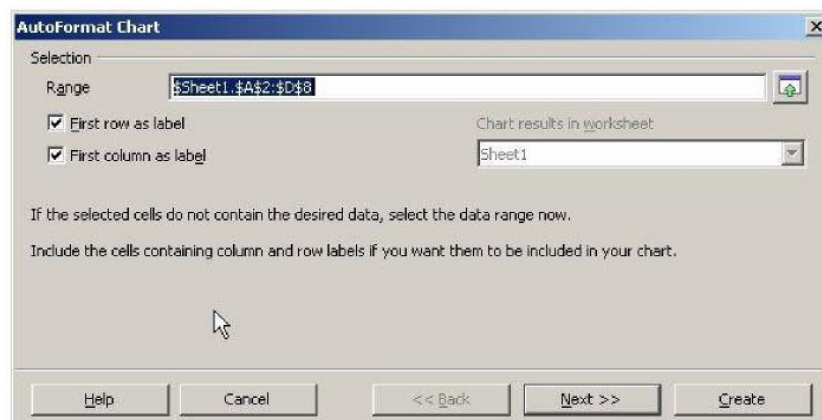 AutoFormat Chart
Selection
Range $Sheet1.$A$2:$D$8
First row as label Chart results in worksheet
First column as label Sheet1
If the selected cells do not contain the desired data, select the data range now.
Include the cells containing column and row labels if you want them to be included in your chart.
Help Cancel << Back Next >> Create